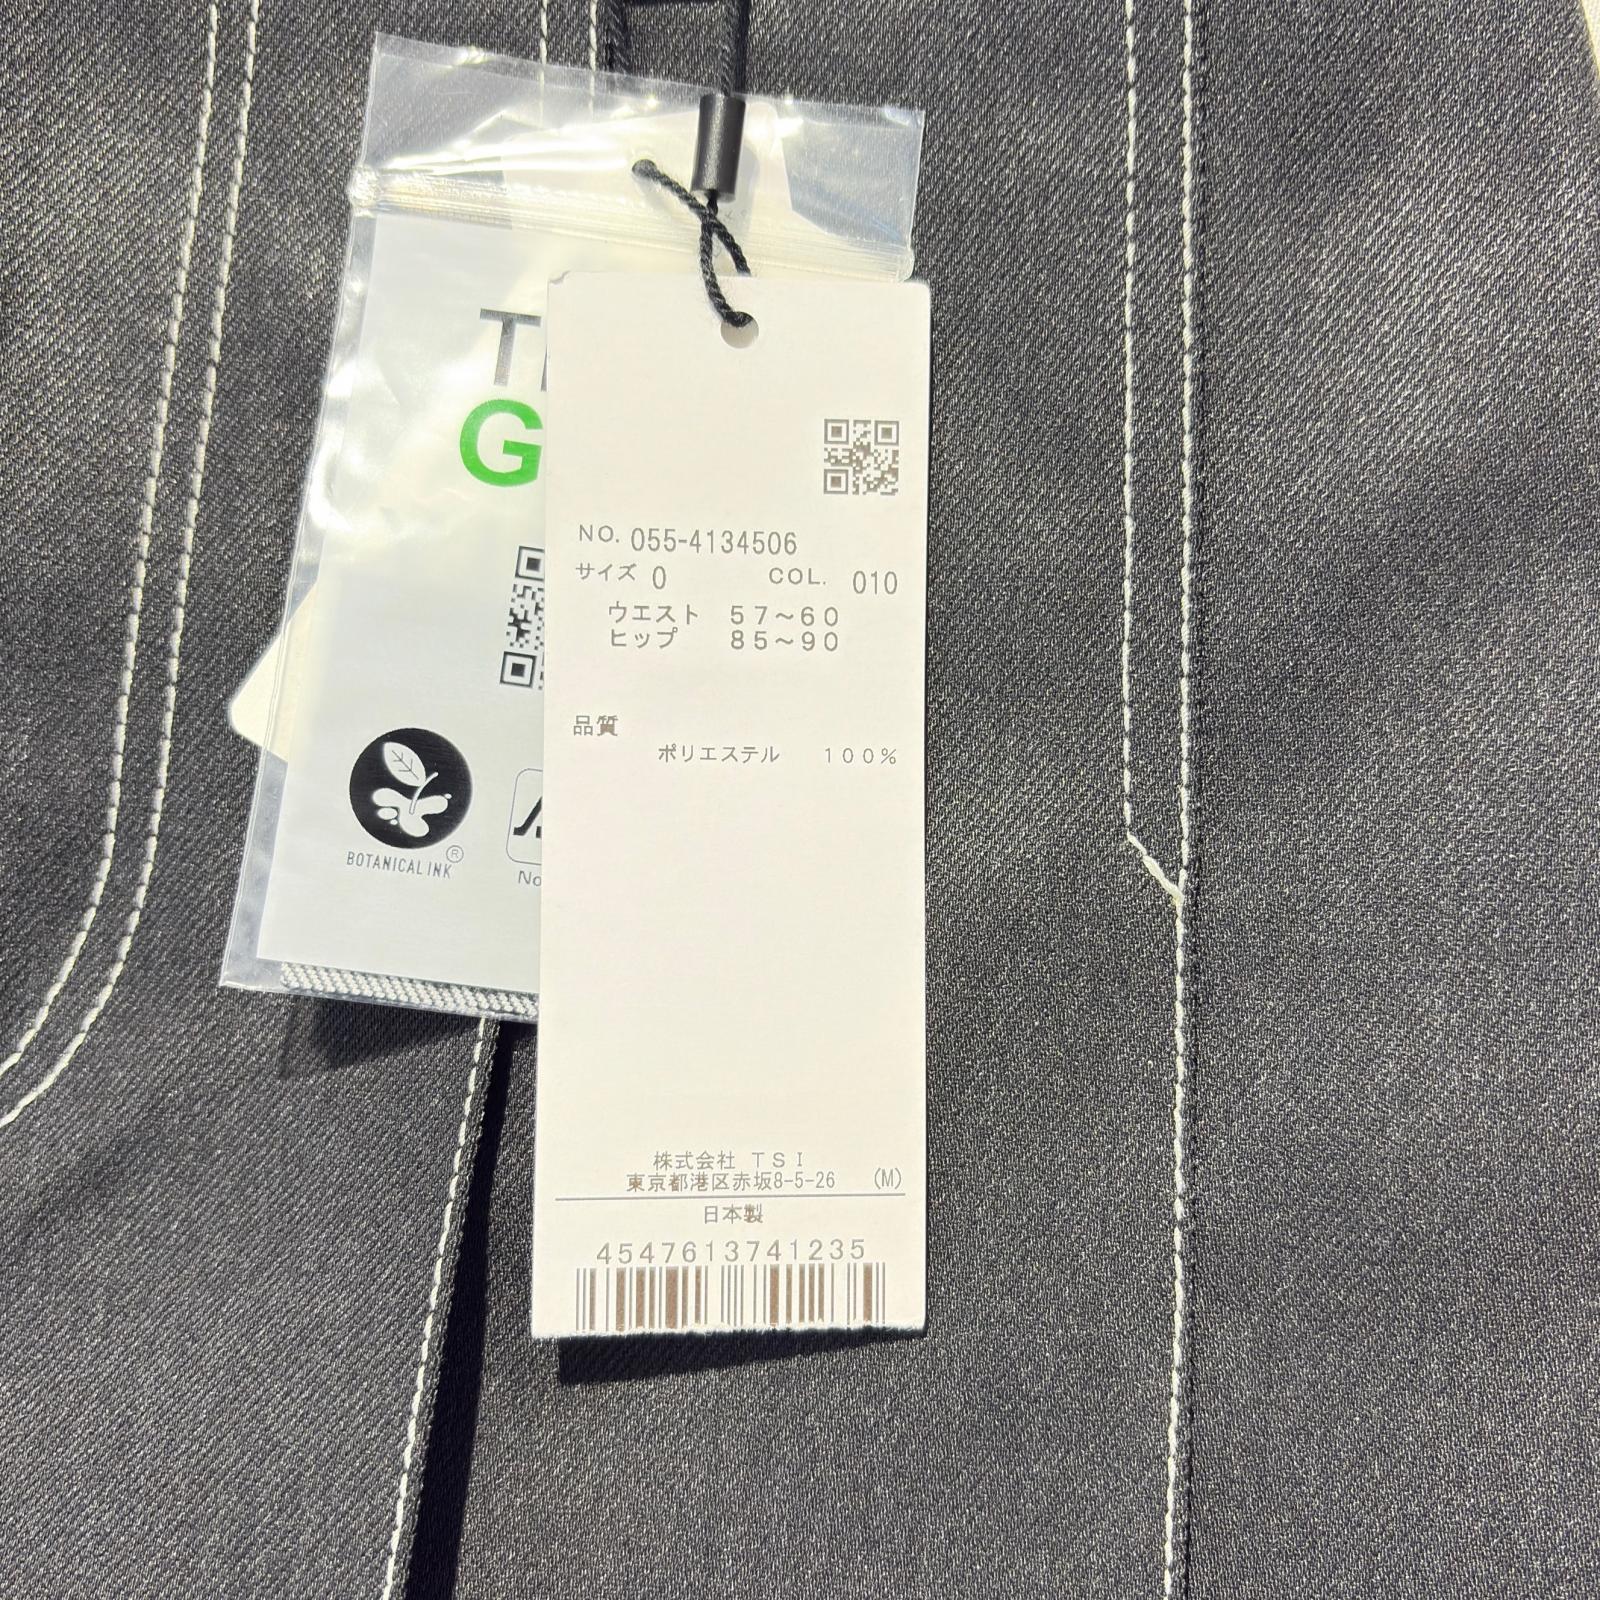 T
G
BOTANICAL INK®
No
NO. 055-4134506
サイズ 0 COL. 010
ウエスト 57～60
ヒップ 85～90
品質
ポリエステル 100%
株式会社 TSI
東京都港区赤坂8-5-26 (M)
日本製
4547613741235